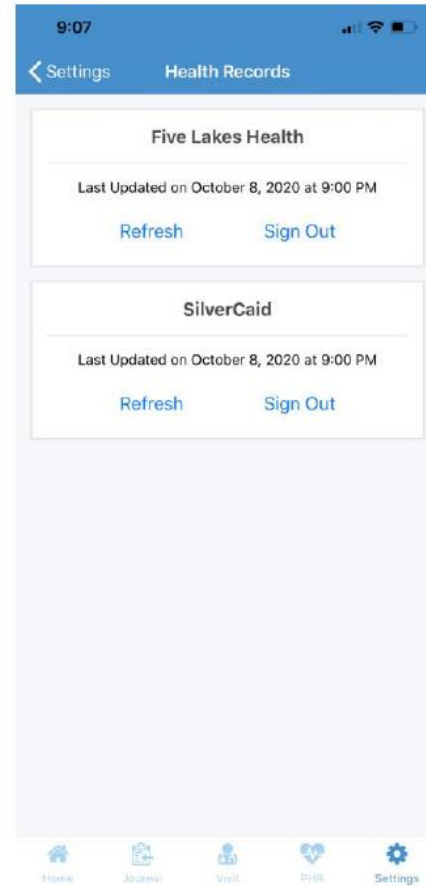 9:07
Settings Health Records
Five Lakes Health
Last Updated on October 8, 2020 at 9:00 PM
Refresh Sign Out
SilverCaid
Last Updated on October 8, 2020 at 9:00 PM
Refresh Sign Out
Home Journal Visit PHR Settings